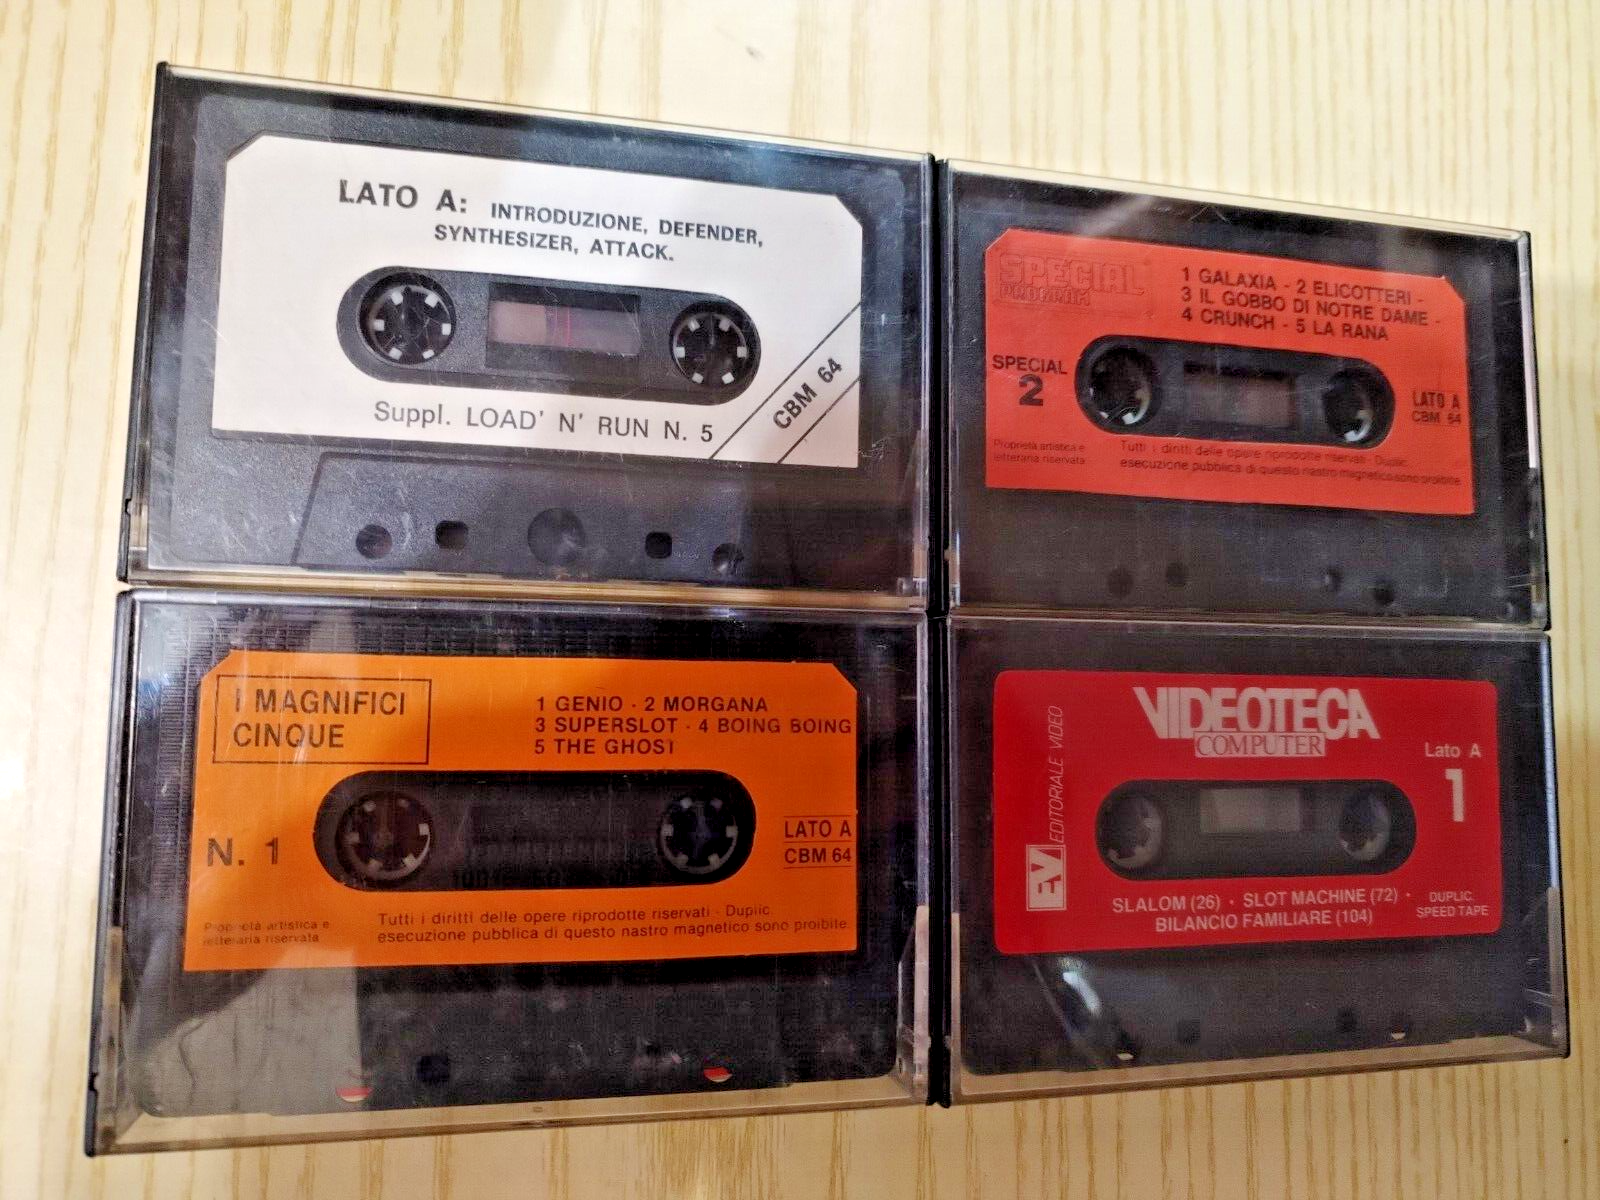 LATO A: INTRODUZIONE, DEFENDER,
SYNTHESIZER, ATTACK.
CBM 64
Suppl. LOAD' N' RUN N. 5
SPECIAL
PROGRAM
1 GALAXIA - 2 ELICOTTERI -
3 IL GOBBO DI NOTRE DAME -
4 CRUNCH - 5 LA RANA
SPECIAL
2
LATO A
CBM 64
Proprietà artistica e
letteraria riservata
Tutti i diritti delle opere riprodotte riservati - Duplic.
esecuzione pubblica di questo nastro magnetico sono proibite.
I MAGNIFICI
CINQUE
1 GENIO - 2 MORGANA
3 SUPERSLOT - 4 BOING BOING
5 THE GHOST
N. 1
LATO A
CBM 64
Proprietà artistica e
letteraria riservata
Tutti i diritti delle opere riprodotte riservati - Duplic.
esecuzione pubblica di questo nastro magnetico sono proibite.
VIDEOTECA
COMPUTER
EV EDITORIALE VIDEO
Lato A
1
SLALOM (26) · SLOT MACHINE (72) ·
BILANCIO FAMILIARE (104)
DUPLIC.
SPEED TAPE